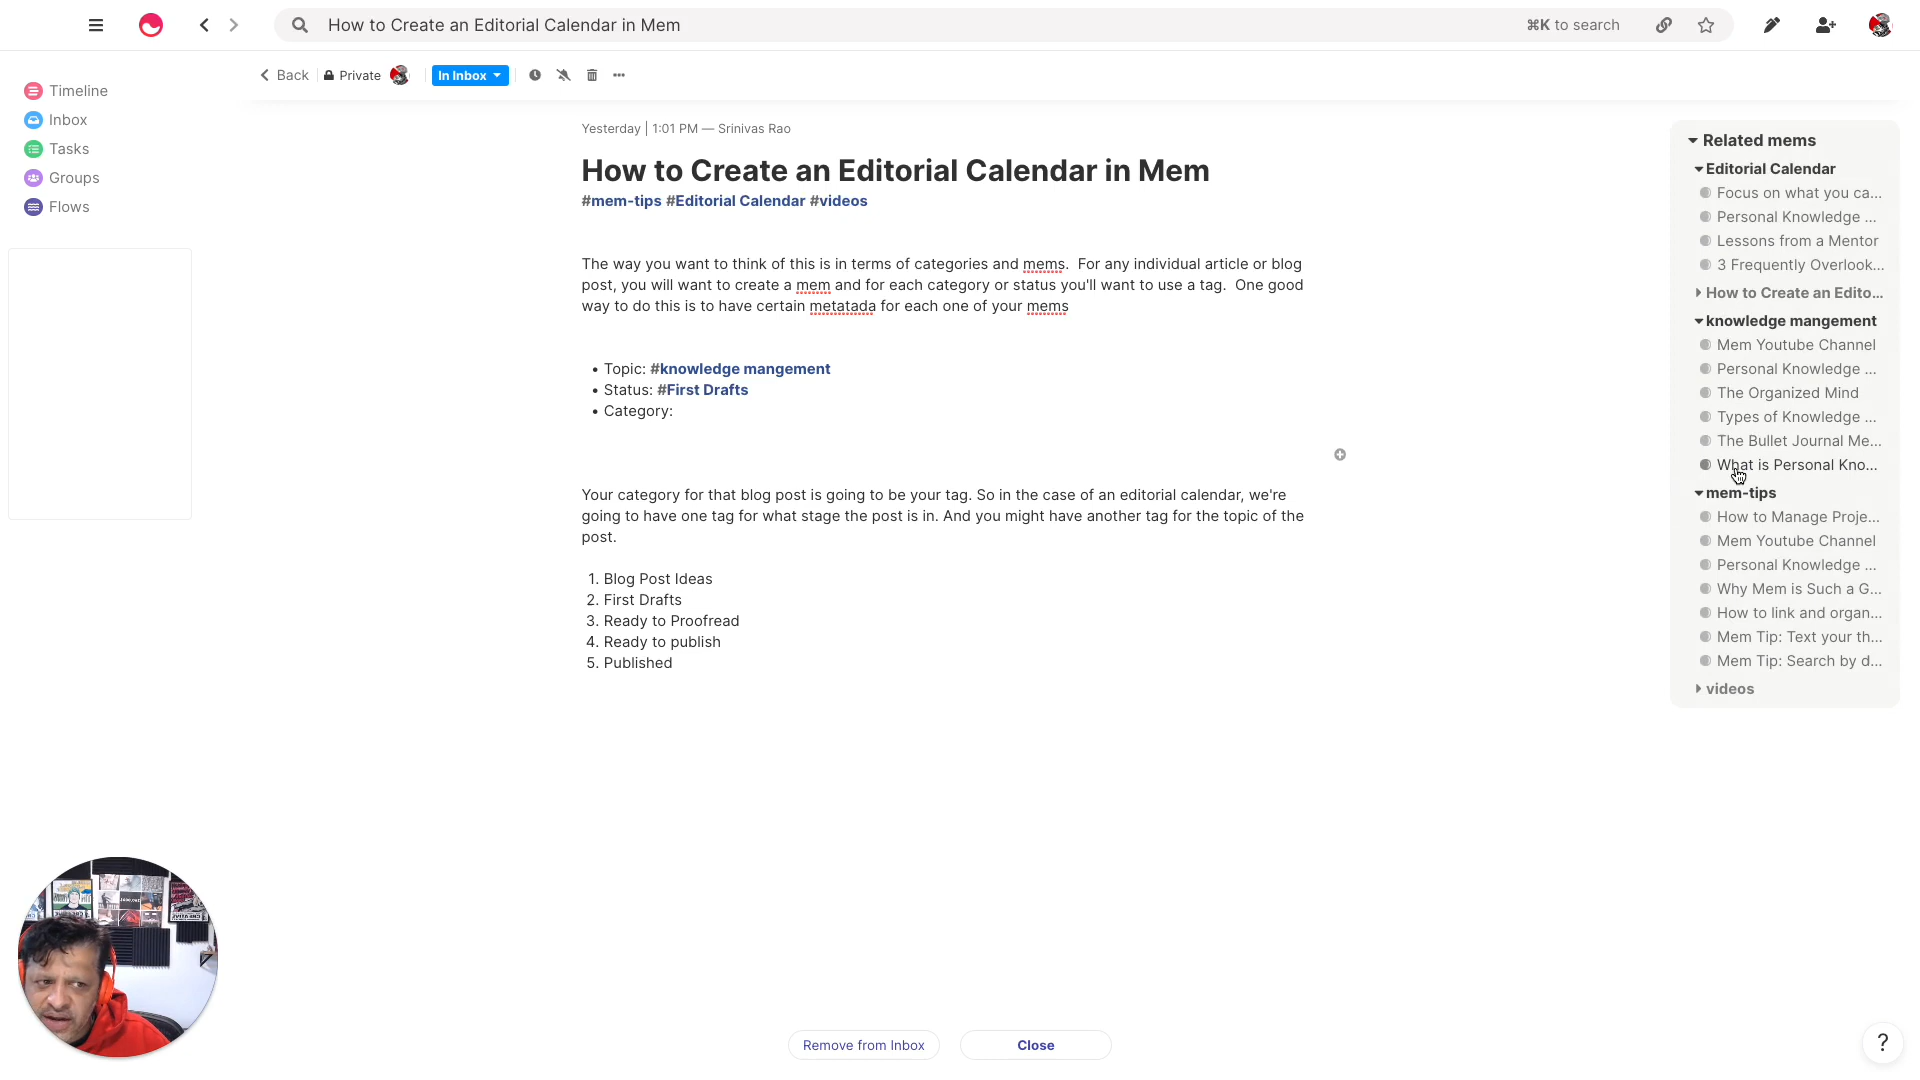 How to Create an Editorial Calendar in Mem
⌘K to search
Back
Private
In Inbox
Timeline
Inbox
Tasks
Groups
Flows
Yesterday | 1:01 PM — Srinivas Rao
How to Create an Editorial Calendar in Mem
#mem-tips #Editorial Calendar #videos
The way you want to think of this is in terms of categories and mems.  For any individual article or blog
post, you will want to create a mem and for each category or status you'll want to use a tag.  One good
way to do this is to have certain metatada for each one of your mems
• Topic: #knowledge mangement
• Status: #First Drafts
• Category:
Your category for that blog post is going to be your tag. So in the case of an editorial calendar, we're
going to have one tag for what stage the post is in. And you might have another tag for the topic of the
post.
1. Blog Post Ideas
2. First Drafts
3. Ready to Proofread
4. Ready to publish
5. Published
Related mems
Editorial Calendar
Focus on what you ca...
Personal Knowledge ...
Lessons from a Mentor
3 Frequently Overlook...
How to Create an Edito...
knowledge mangement
Mem Youtube Channel
Personal Knowledge ...
The Organized Mind
Types of Knowledge ...
The Bullet Journal Me...
What is Personal Kno...
mem-tips
How to Manage Proje...
Mem Youtube Channel
Personal Knowledge ...
Why Mem is Such a G...
How to link and organ...
Mem Tip: Text your th...
Mem Tip: Search by d...
videos
Remove from Inbox
Close
?